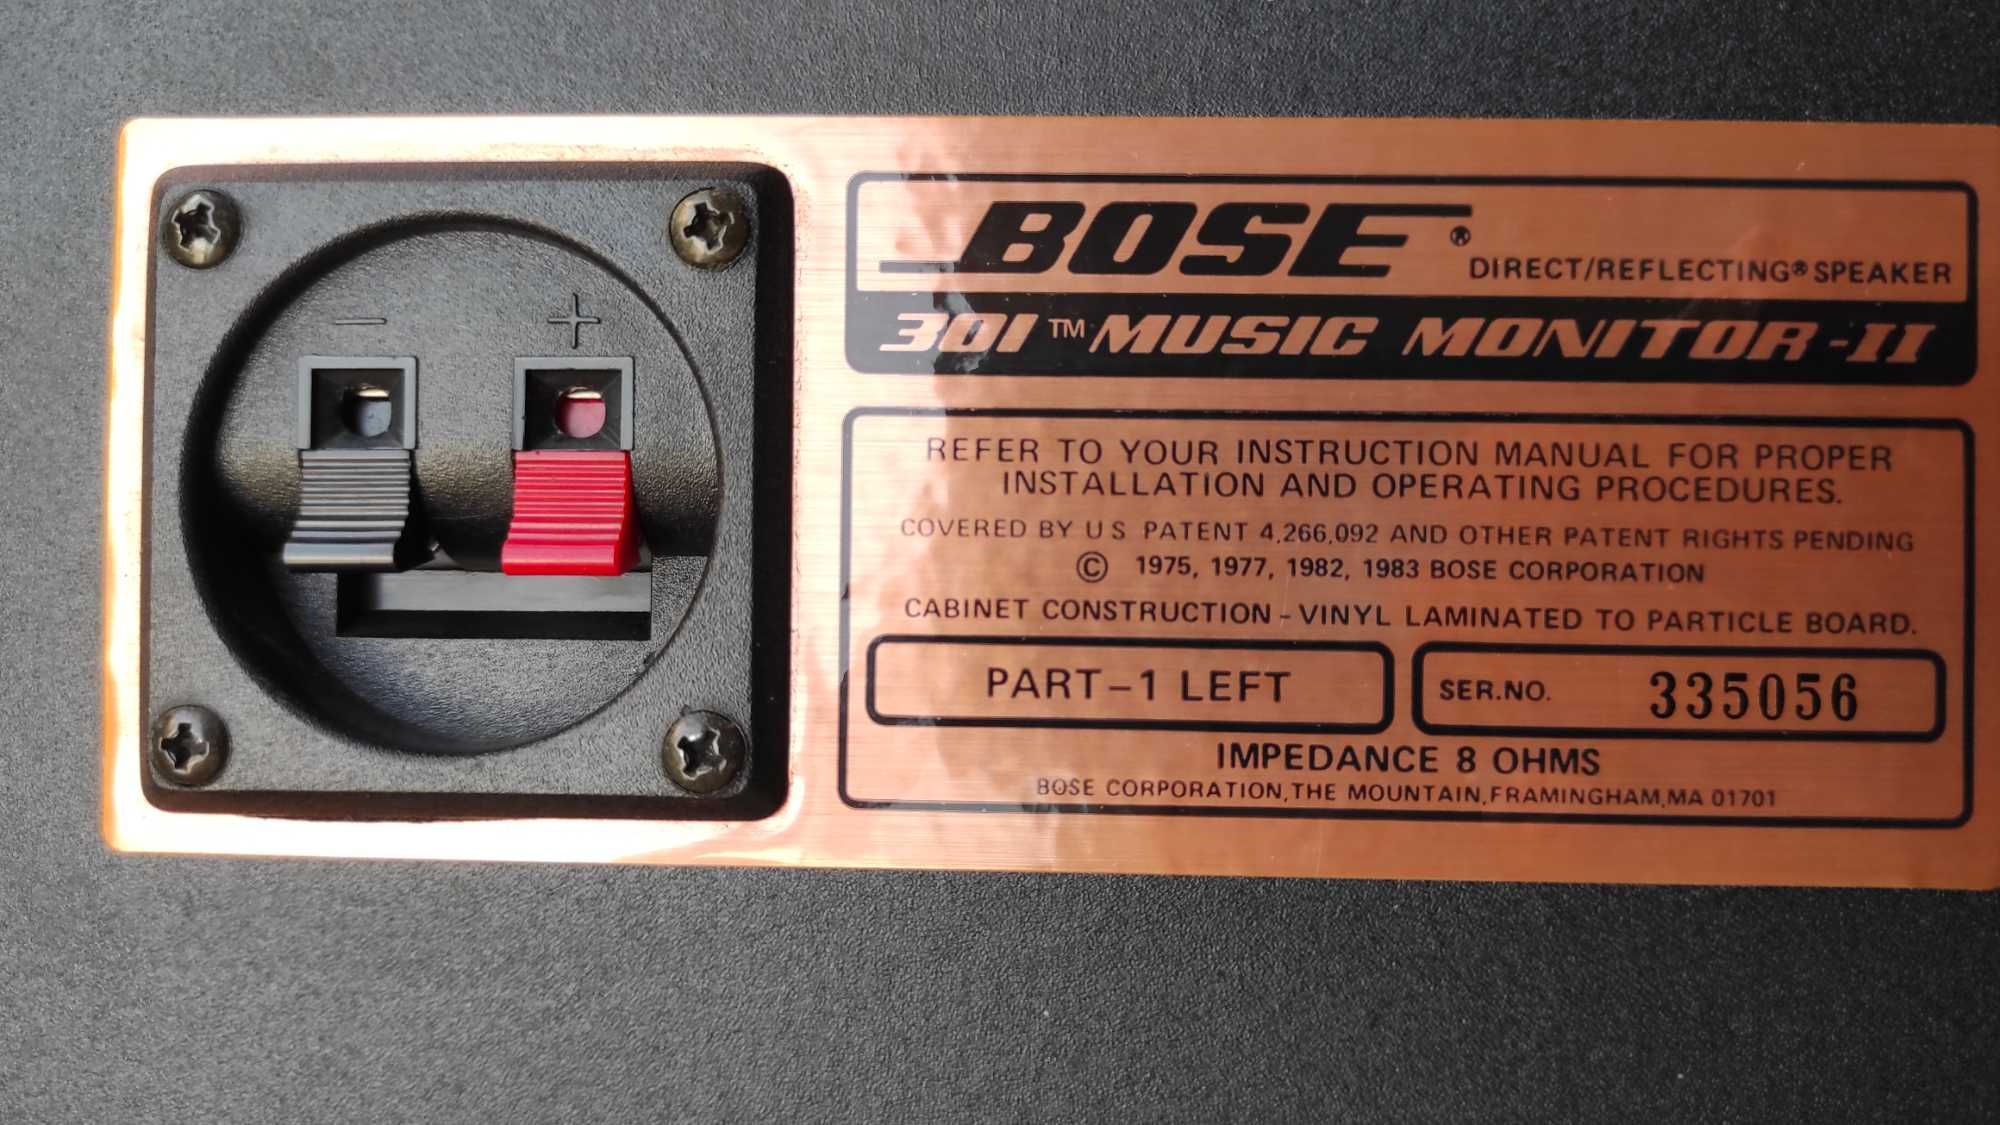 − +
BOSE® DIRECT/REFLECTING® SPEAKER
301™ MUSIC MONITOR-II
REFER TO YOUR INSTRUCTION MANUAL FOR PROPER
INSTALLATION AND OPERATING PROCEDURES.
COVERED BY U S PATENT 4,266,092 AND OTHER PATENT RIGHTS PENDING
© 1975, 1977, 1982, 1983 BOSE CORPORATION
CABINET CONSTRUCTION - VINYL LAMINATED TO PARTICLE BOARD.
PART-1 LEFT
SER.NO. 335056
IMPEDANCE 8 OHMS
BOSE CORPORATION, THE MOUNTAIN, FRAMINGHAM, MA 01701